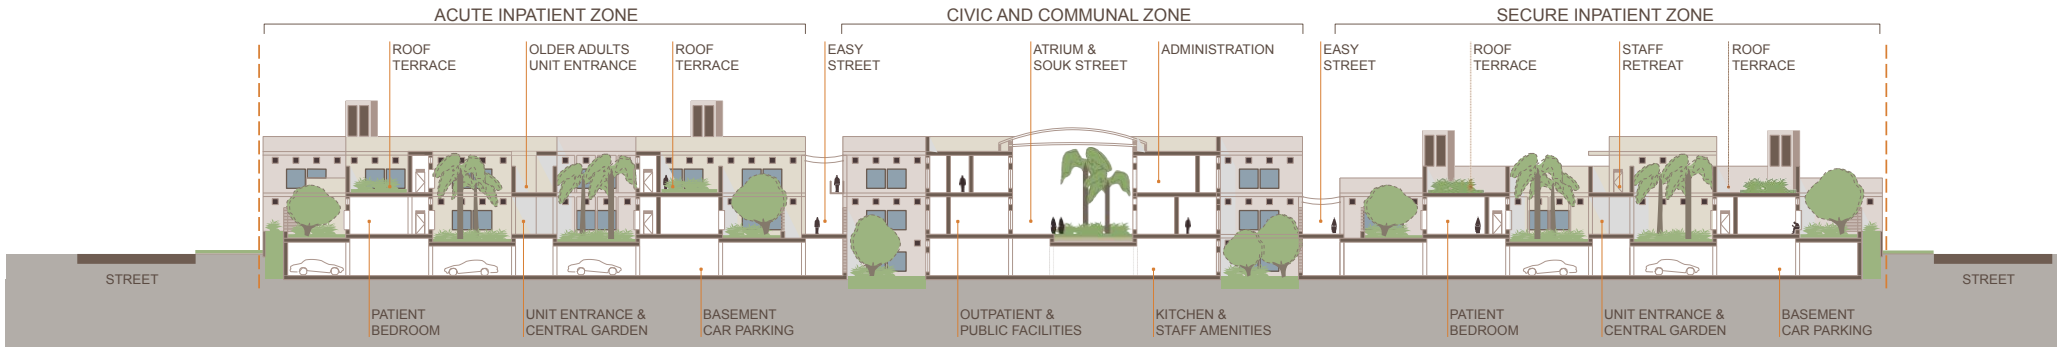 ACUTE INPATIENT ZONE
CIVIC AND COMMUNAL ZONE
SECURE INPATIENT ZONE
ROOF
TERRACE
OLDER ADULTS
UNIT ENTRANCE
ROOF
TERRACE
EASY
STREET
ATRIUM &
SOUK STREET
ADMINISTRATION
EASY
STREET
ROOF
TERRACE
STAFF
RETREAT
ROOF
TERRACE
STREET
STREET
PATIENT
BEDROOM
UNIT ENTRANCE &
CENTRAL GARDEN
BASEMENT
CAR PARKING
OUTPATIENT &
PUBLIC FACILITIES
KITCHEN &
STAFF AMENITIES
PATIENT
BEDROOM
UNIT ENTRANCE &
CENTRAL GARDEN
BASEMENT
CAR PARKING